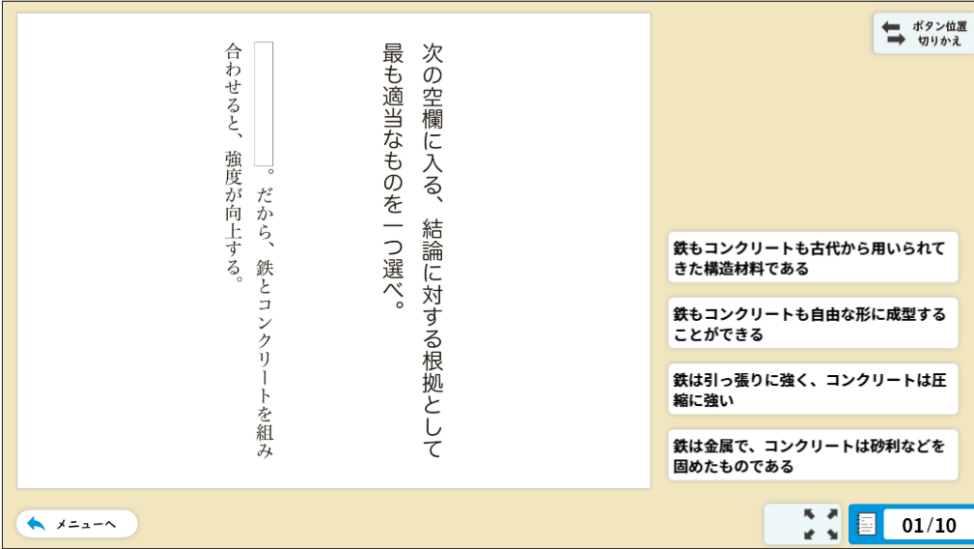 次の空欄に入る、結論に対する根拠として
最も適当なものを一つ選べ。
。だから、鉄とコンクリートを組み
合わせると、強度が向上する。
ボタン位置
切りかえ
鉄もコンクリートも古代から用いられて
きた構造材料である
鉄もコンクリートも自由な形に成型する
ことができる
鉄は引っ張りに強く、コンクリートは圧
縮に強い
鉄は金属で、コンクリートは砂利などを
固めたものである
メニューへ
01/10